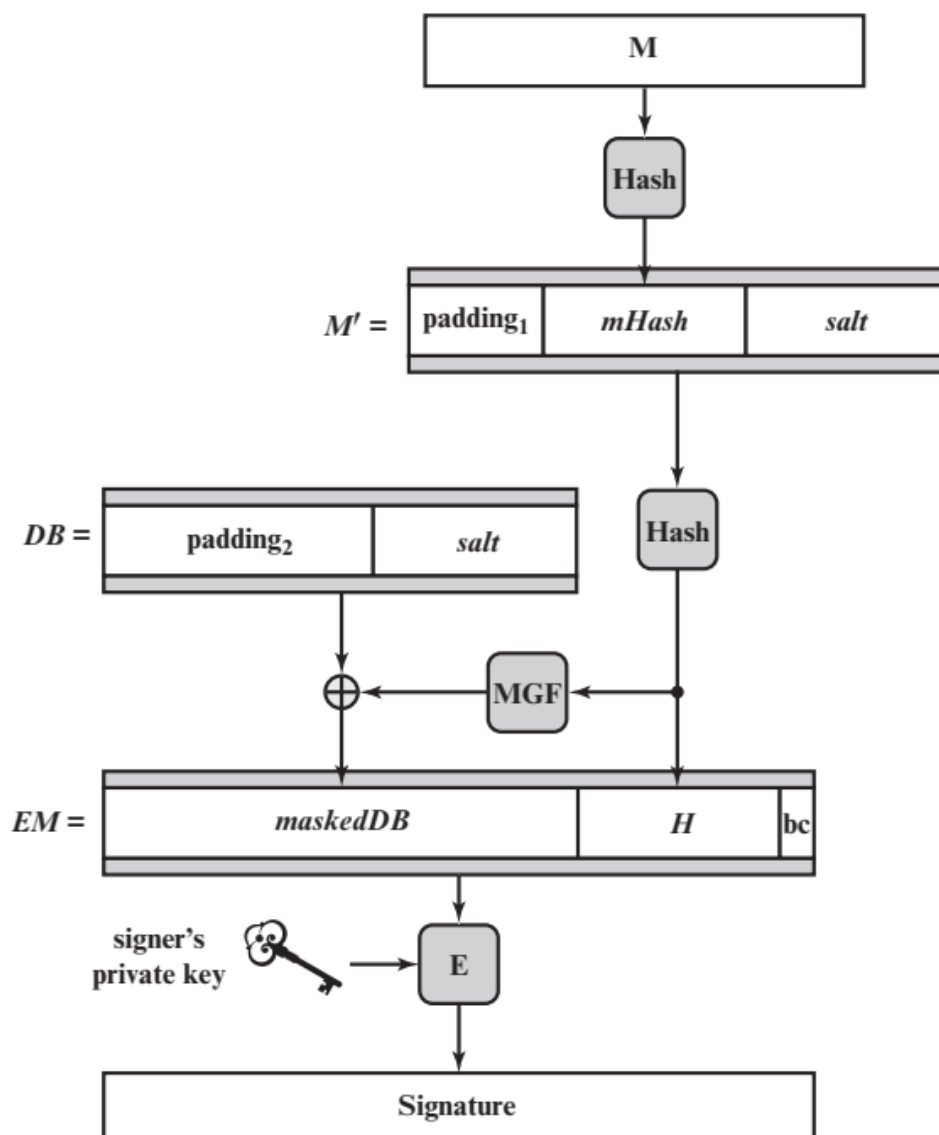 M
Hash
M′ = padding₁ mHash salt
DB = padding₂ salt
Hash
MGF
EM = maskedDB H bc
signer's
private key
E
Signature